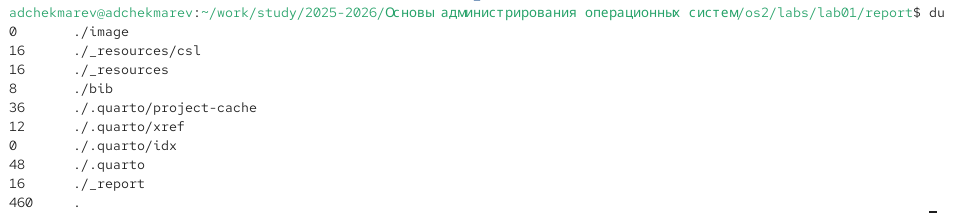 adchekmarev@adchekmarev:~/work/study/2025-2026/Основы администрирования операционных систем/os2/labs/lab01/report$ du
0 ./image
16 ./_resources/csl
16 ./_resources
8 ./bib
36 ./.quarto/project-cache
12 ./.quarto/xref
0 ./.quarto/idx
48 ./.quarto
16 ./_report
460 .